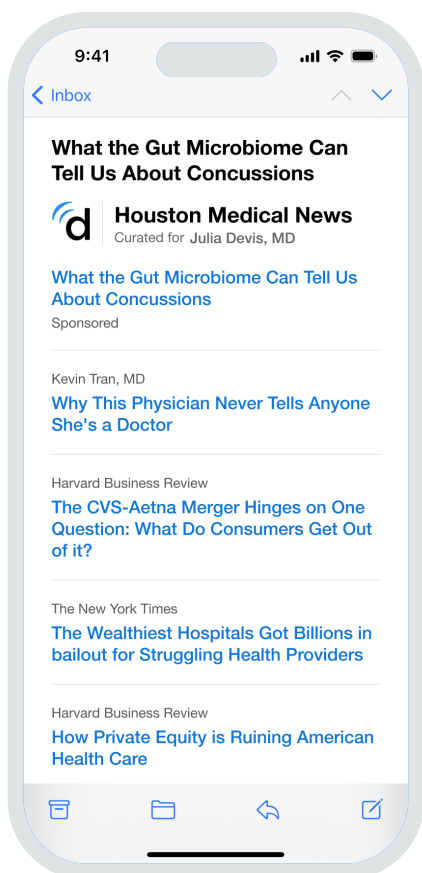 9:41
Inbox
What the Gut Microbiome Can
Tell Us About Concussions
d
Houston Medical News
Curated for Julia Devis, MD
What the Gut Microbiome Can Tell Us
About Concussions
Sponsored
Kevin Tran, MD
Why This Physician Never Tells Anyone
She's a Doctor
Harvard Business Review
The CVS-Aetna Merger Hinges on One
Question: What Do Consumers Get Out
of it?
The New York Times
The Wealthiest Hospitals Got Billions in
bailout for Struggling Health Providers
Harvard Business Review
How Private Equity is Ruining American
Health Care